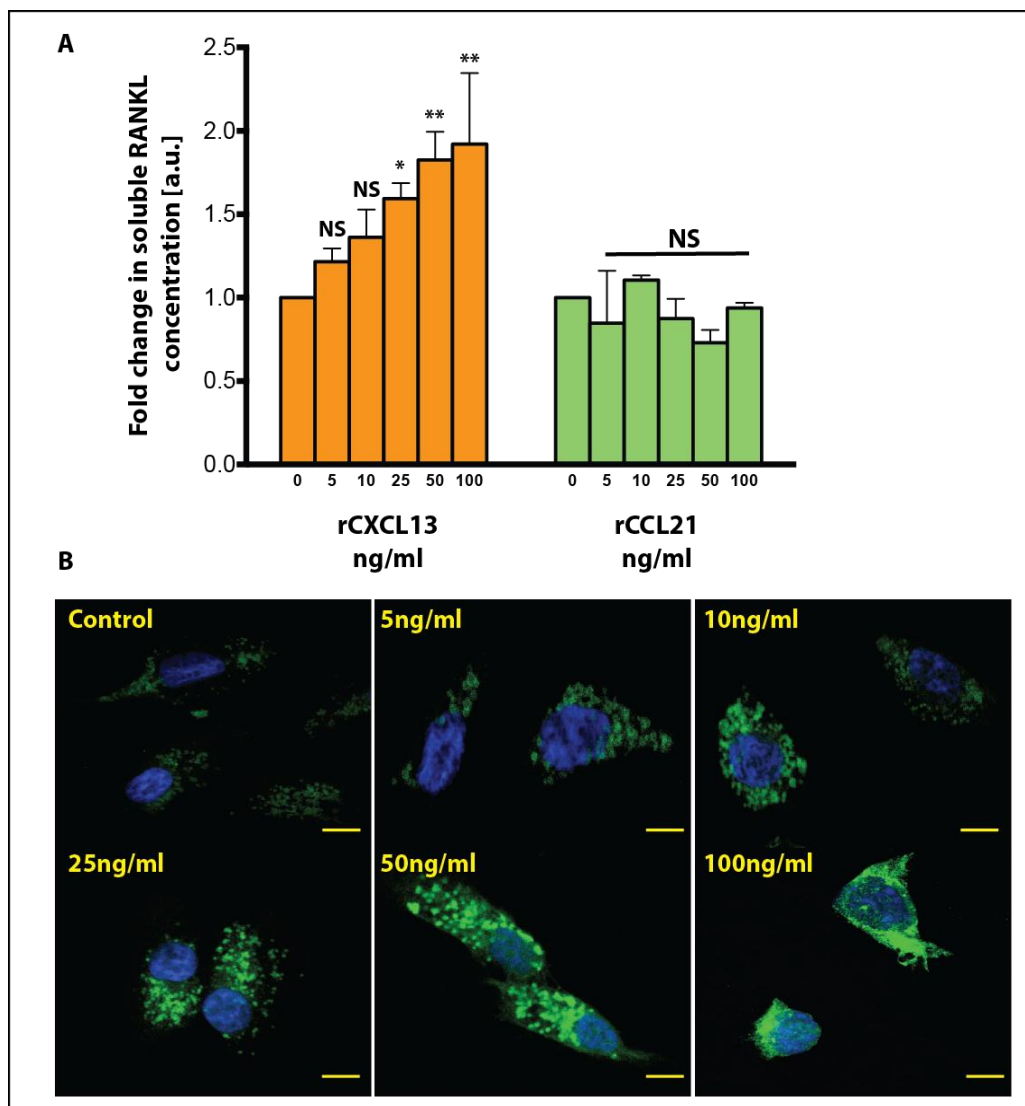 A
Fold change in soluble RANKL
concentration [a.u.]
2.5
2.0
1.5
1.0
0.5
0.0
NS
NS
*
**
**
NS
0 5 10 25 50 100
0 5 10 25 50 100
rCXCL13
ng/ml
rCCL21
ng/ml
B
Control
5ng/ml
10ng/ml
25ng/ml
50ng/ml
100ng/ml